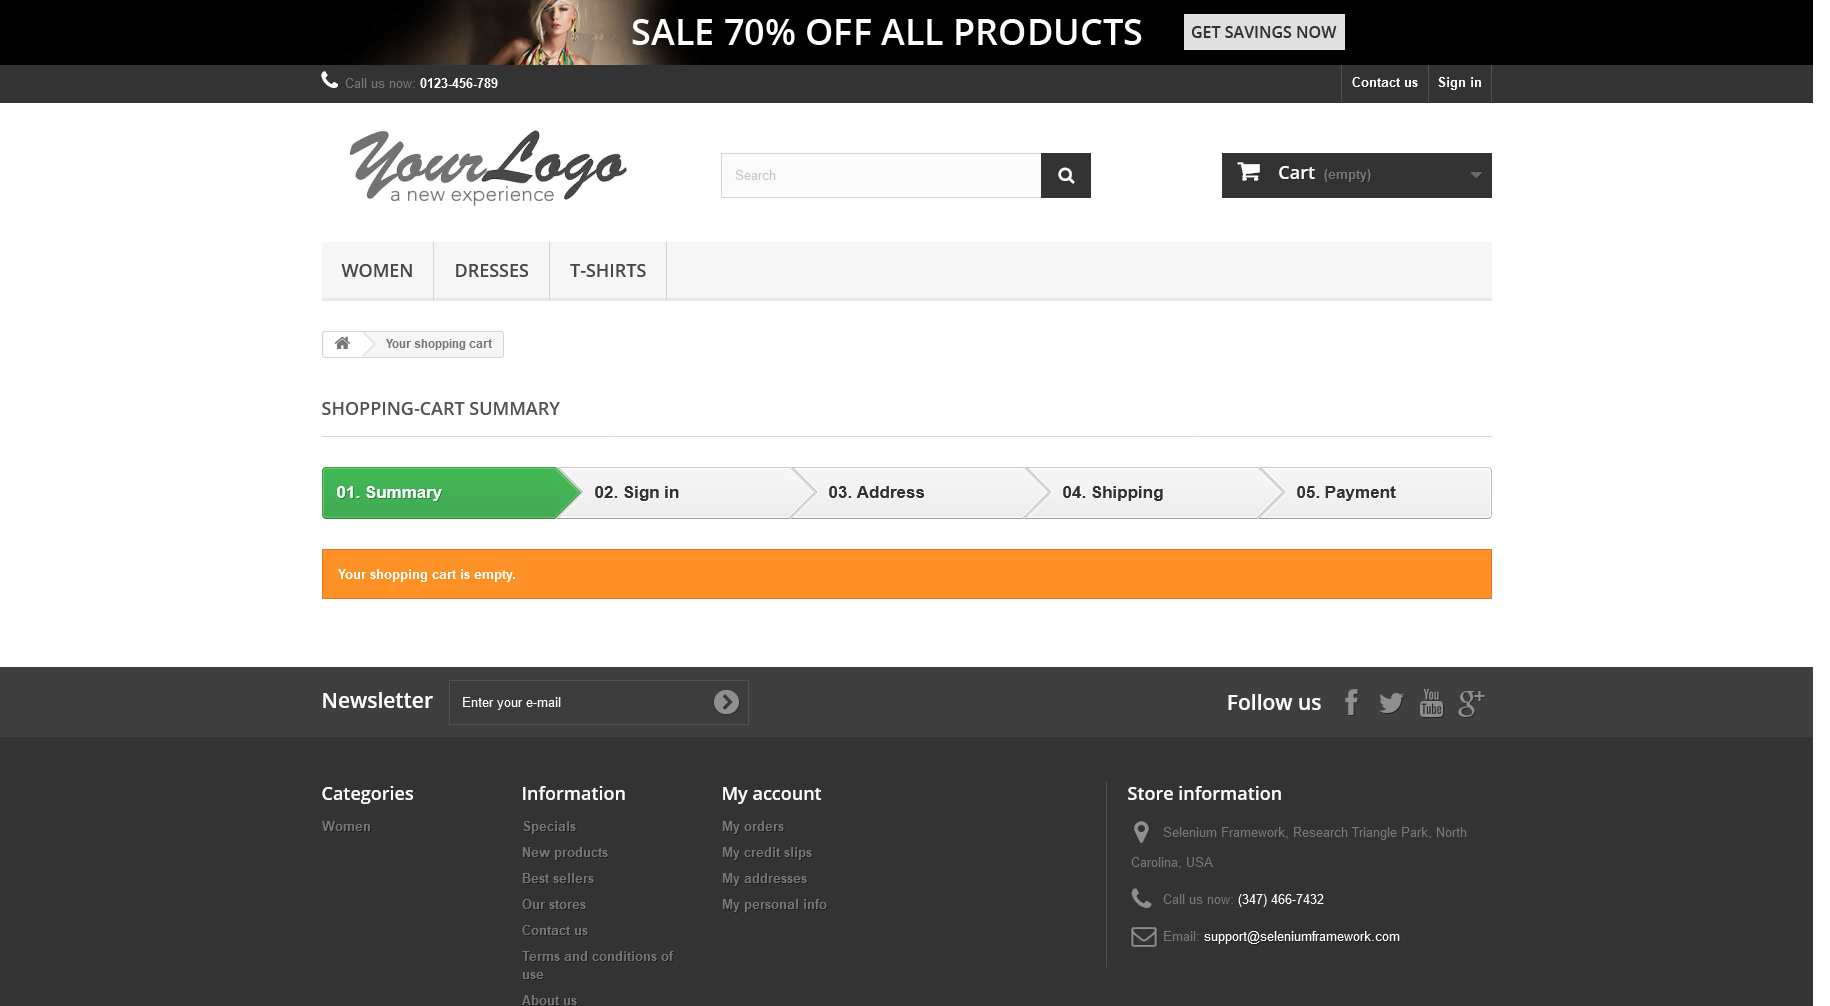 SALE 70% OFF ALL PRODUCTS GET SAVINGS NOW
Call us now: 0123-456-789 Contact us Sign in
YourLogo
a new experience
Search
Cart (empty)
WOMEN DRESSES T-SHIRTS
Your shopping cart
SHOPPING-CART SUMMARY
01. Summary 02. Sign in 03. Address 04. Shipping 05. Payment
Your shopping cart is empty.
Newsletter Enter your e-mail Follow us
You
Tube
g+
Categories
Women
Information
Specials
New products
Best sellers
Our stores
Contact us
Terms and conditions of
use
About us
My account
My orders
My credit slips
My addresses
My personal info
Store information
Selenium Framework, Research Triangle Park, North
Carolina, USA
Call us now: (347) 466-7432
Email: support@seleniumframework.com